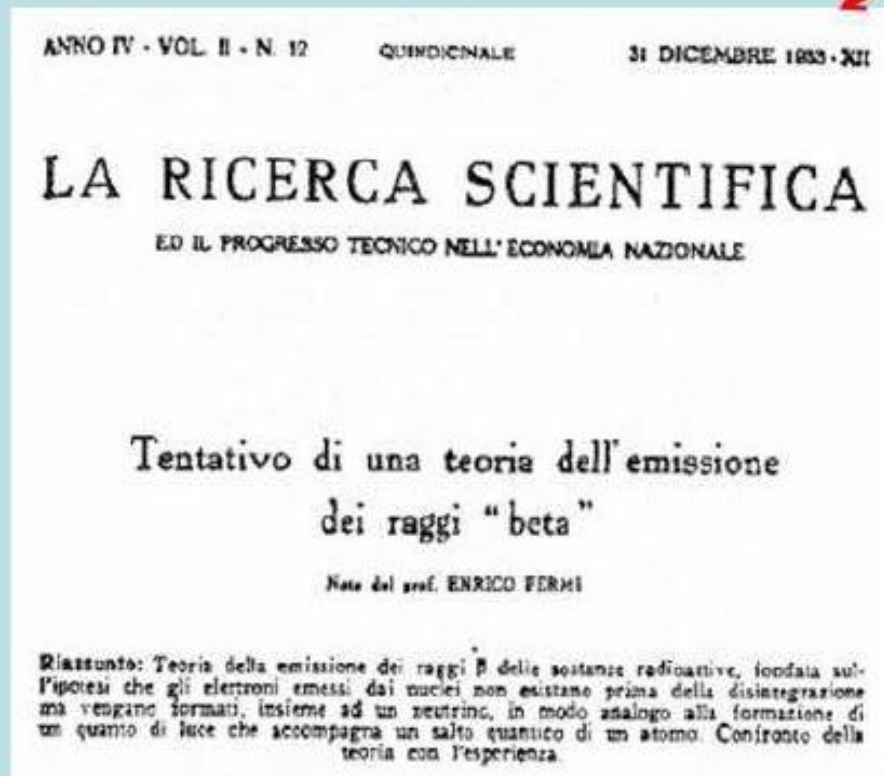 2
ANNO IV - VOL. II - N. 12 QUINDICINALE 31 DICEMBRE 1933 - XII
LA RICERCA SCIENTIFICA
ED IL PROGRESSO TECNICO NELL' ECONOMIA NAZIONALE
Tentativo di una teoria dell' emissione
dei raggi "beta"
Note del prof. ENRICO FERMI
Riassunto: Teoria della emissione dei raggi β delle sostanze radioattive, fondata sul-
l'ipotesi che gli elettroni emessi dai nuclei non esistano prima della disintegrazione
ma vengano formati, insieme ad un neutrino, in modo analogo alla formazione di
un quanto di luce che accompagna un salto quantico di un atomo. Confronto della
teoria con l'esperienza.